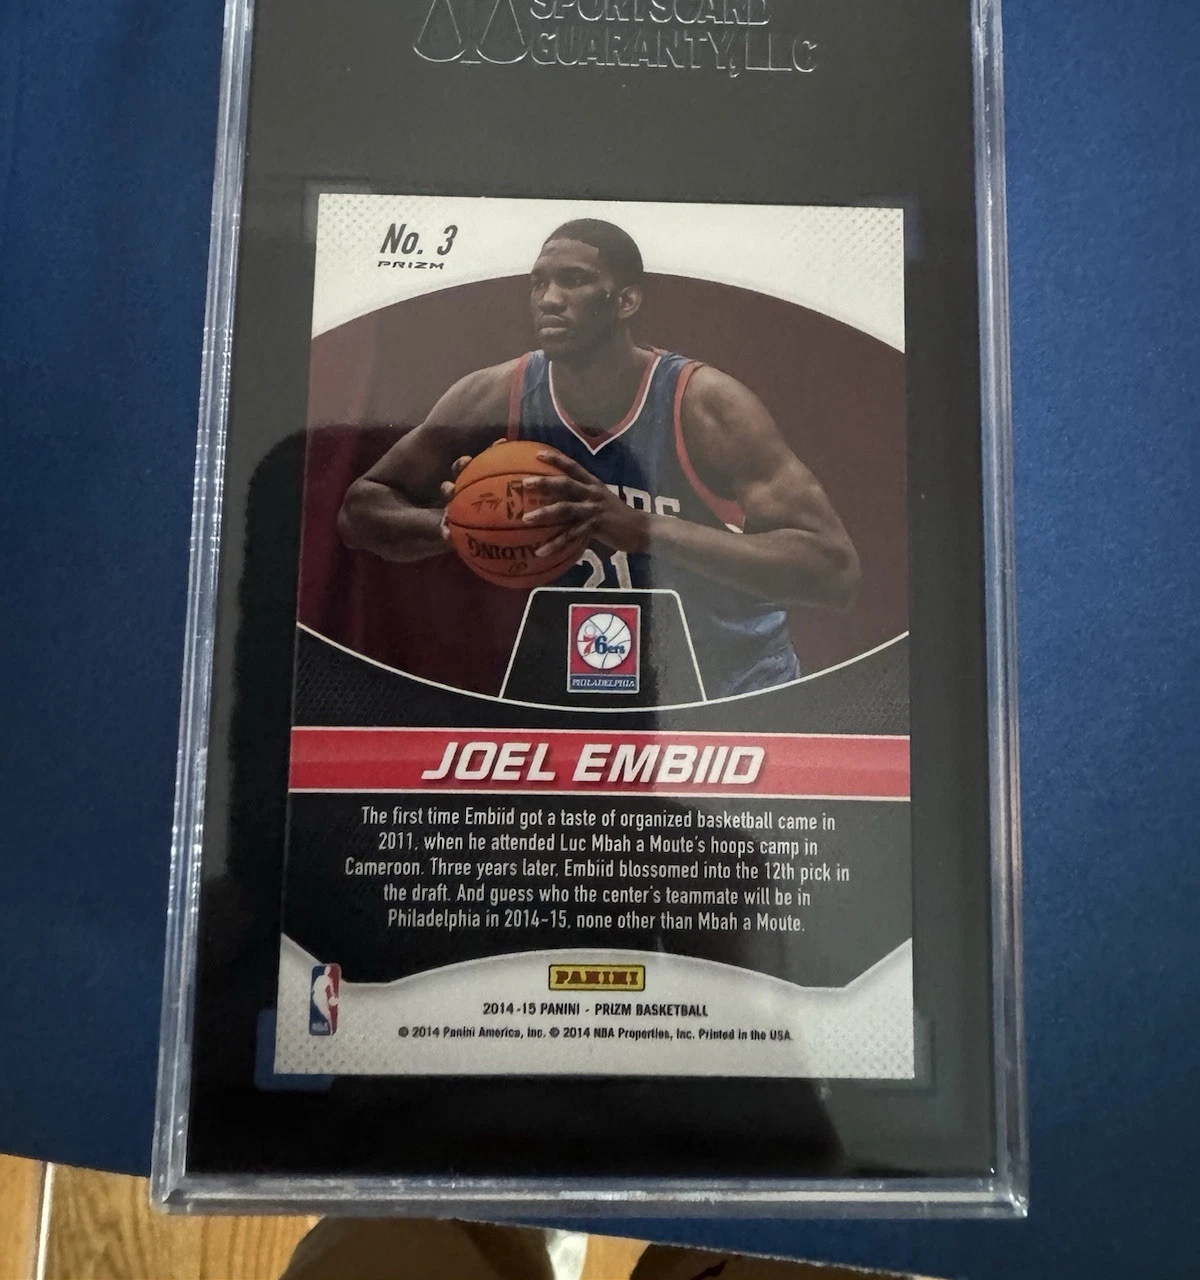 SPORTSCARD
GUARANTY, LLC
No. 3
PRIZM
ERS
21
76ers
PHILADELPHIA
JOEL EMBIID
The first time Embiid got a taste of organized basketball came in
2011, when he attended Luc Mbah a Moute's hoops camp in
Cameroon. Three years later, Embiid blossomed into the 12th pick in
the draft. And guess who the center's teammate will be in
Philadelphia in 2014-15, none other than Mbah a Moute.
PANINI
NBA
2014-15 PANINI - PRIZM BASKETBALL
© 2014 Panini America, Inc. © 2014 NBA Properties, Inc. Printed in the USA.